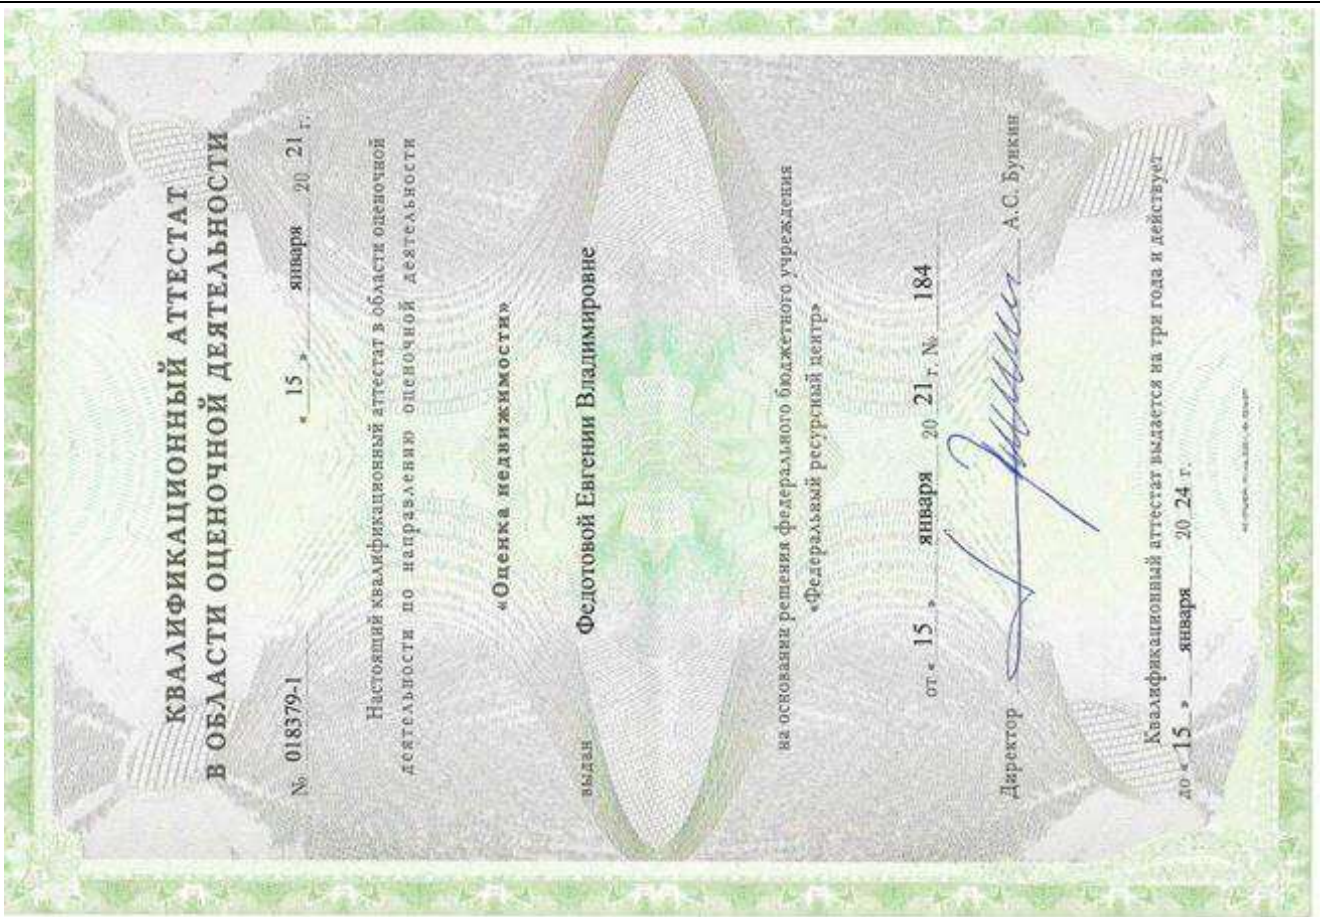 КВАЛИФИКАЦИОННЫЙ АТТЕСТАТ
В ОБЛАСТИ ОЦЕНОЧНОЙ ДЕЯТЕЛЬНОСТИ
№ 018379-1 « 15 » января 20 21 г.
Настоящий квалификационный аттестат в области оценочной
деятельности по направлению оценочной деятельности
«Оценка недвижимости»
выдан Федотовой Евгении Владимировне
на основании решения федерального бюджетного учреждения
«Федеральный ресурсный центр»
от « 15 » января 20 21 г. № 184
Директор А.С. Бункин
Квалификационный аттестат выдается на три года и действует
до « 15 » января 20 24 г.